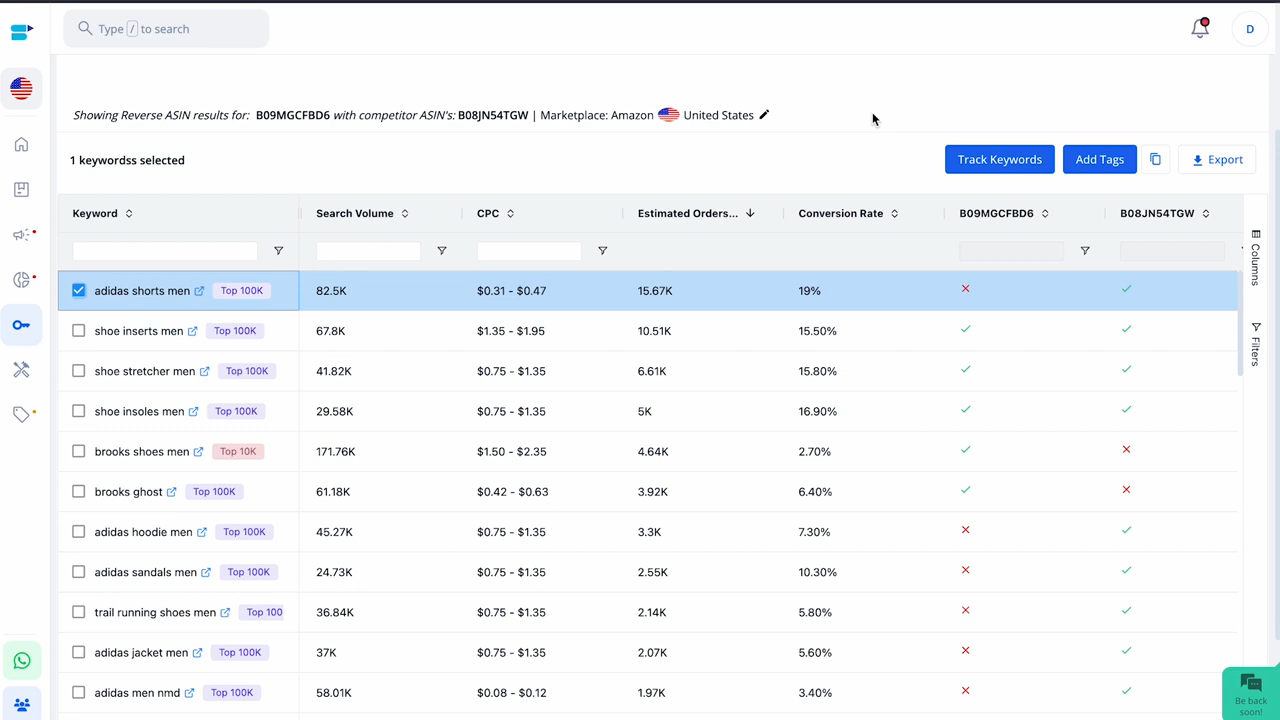 Type / to search
D
Showing Reverse ASIN results for: B09MGCFBD6 with competitor ASIN's: B08JN54TGW | Marketplace: Amazon United States
1 keywordss selected
Track Keywords
Add Tags
Export
Keyword Search Volume CPC Estimated Orders... Conversion Rate B09MGCFBD6 B08JN54TGW
adidas shorts men Top 100K 82.5K $0.31 - $0.47 15.67K 19%
shoe inserts men Top 100K 67.8K $1.35 - $1.95 10.51K 15.50%
shoe stretcher men Top 100K 41.82K $0.75 - $1.35 6.61K 15.80%
shoe insoles men Top 100K 29.58K $0.75 - $1.35 5K 16.90%
brooks shoes men Top 10K 171.76K $1.50 - $2.35 4.64K 2.70%
brooks ghost Top 100K 61.18K $0.42 - $0.63 3.92K 6.40%
adidas hoodie men Top 100K 45.27K $0.75 - $1.35 3.3K 7.30%
adidas sandals men Top 100K 24.73K $0.75 - $1.35 2.55K 10.30%
trail running shoes men Top 100 36.84K $0.75 - $1.35 2.14K 5.80%
adidas jacket men Top 100K 37K $0.75 - $1.35 2.07K 5.60%
adidas men nmd Top 100K 58.01K $0.08 - $0.12 1.97K 3.40%
Columns
Filters
Be back
soon!